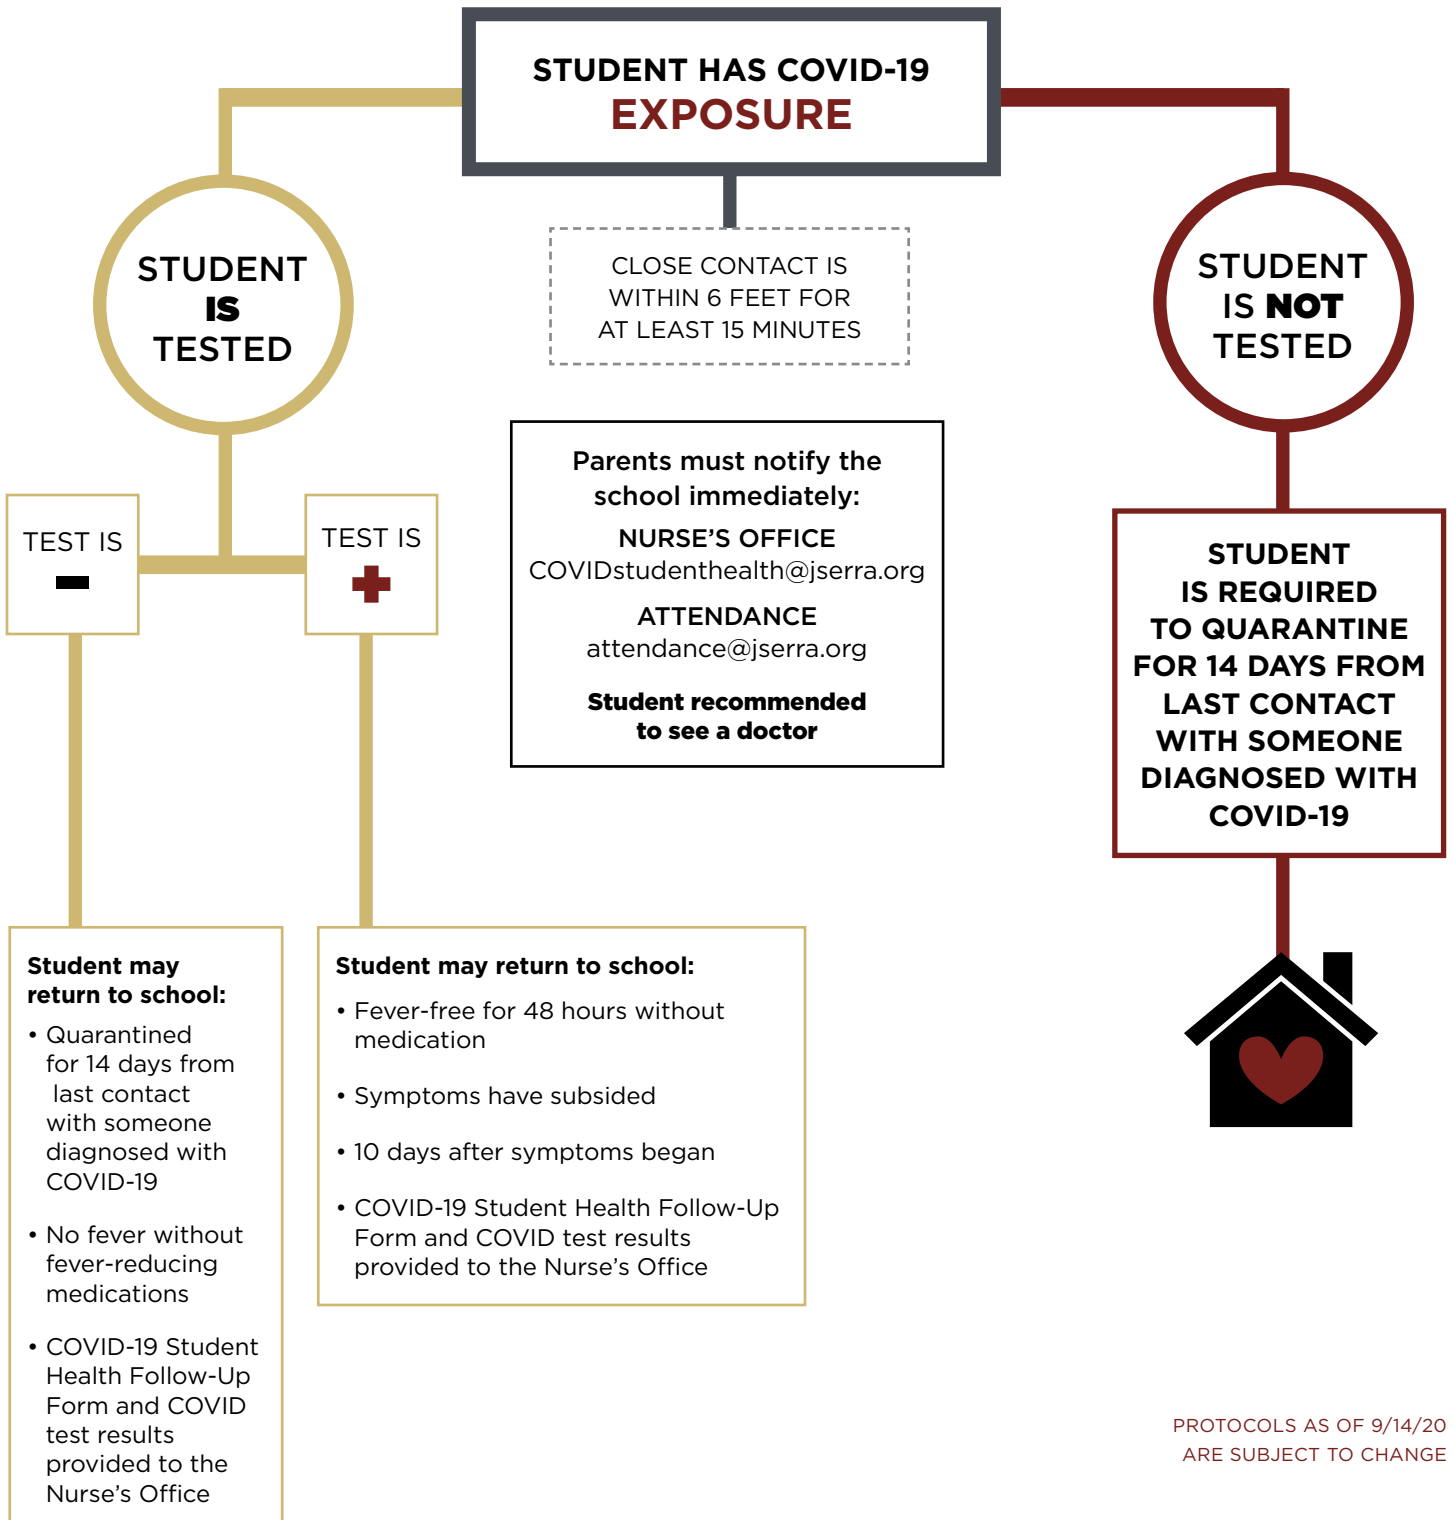 STUDENT HAS COVID-19
EXPOSURE
STUDENT
IS
TESTED
CLOSE CONTACT IS
WITHIN 6 FEET FOR
AT LEAST 15 MINUTES
STUDENT
IS NOT
TESTED
Parents must notify the
school immediately:
NURSE'S OFFICE
COVIDstudenthealth@jserra.org
ATTENDANCE
attendance@jserra.org
Student recommended
to see a doctor
TEST IS
-
TEST IS
+
STUDENT
IS REQUIRED
TO QUARANTINE
FOR 14 DAYS FROM
LAST CONTACT
WITH SOMEONE
DIAGNOSED WITH
COVID-19
Student may
return to school:
• Quarantined
for 14 days from
last contact
with someone
diagnosed with
COVID-19
• No fever without
fever-reducing
medications
• COVID-19 Student
Health Follow-Up
Form and COVID
test results
provided to the
Nurse's Office
Student may return to school:
• Fever-free for 48 hours without
medication
• Symptoms have subsided
• 10 days after symptoms began
• COVID-19 Student Health Follow-Up
Form and COVID test results
provided to the Nurse's Office
PROTOCOLS AS OF 9/14/20
ARE SUBJECT TO CHANGE